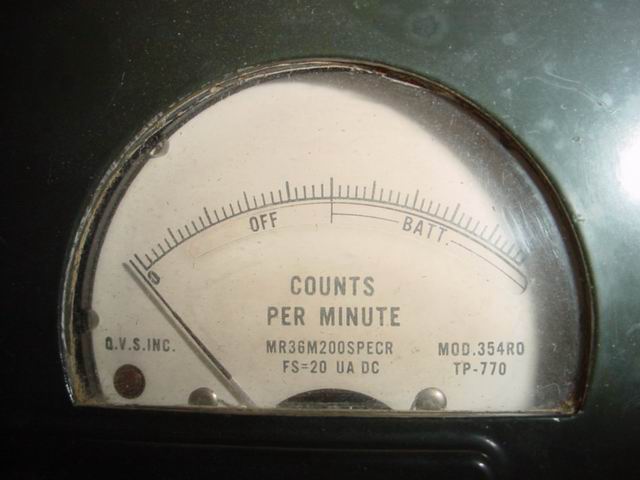 OFF
BATT.
0
COUNTS
PER MINUTE
Q.V.S.INC.
MR36M200SPECR
MOD.354RO
FS=20 UA DC
TP-770